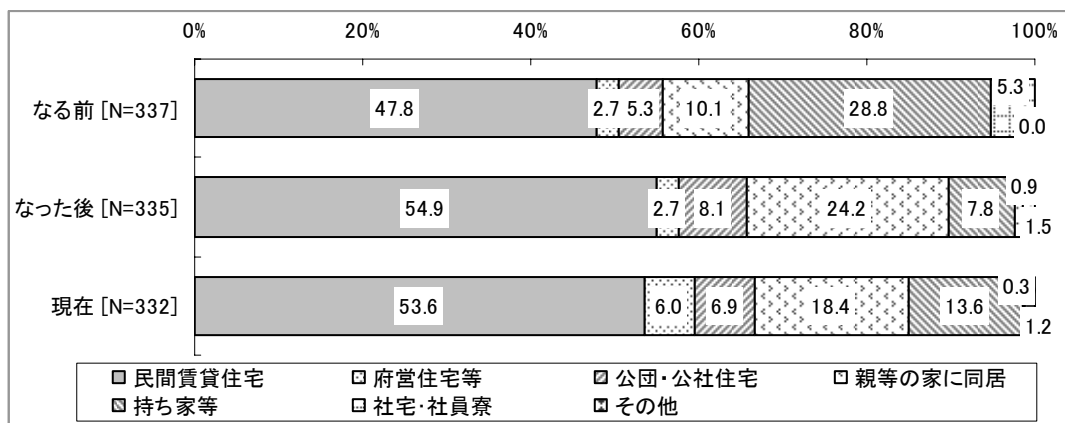 0% 20% 40% 60% 80% 100%
なる前 [N=337] 47.8 2.7 5.3 10.1 28.8 5.3 0.0
なった後 [N=335] 54.9 2.7 8.1 24.2 7.8 0.9 1.5
現在 [N=332] 53.6 6.0 6.9 18.4 13.6 0.3 1.2
民間賃貸住宅 府営住宅等 公団・公社住宅 親等の家に同居
持ち家等 社宅・社員寮 その他